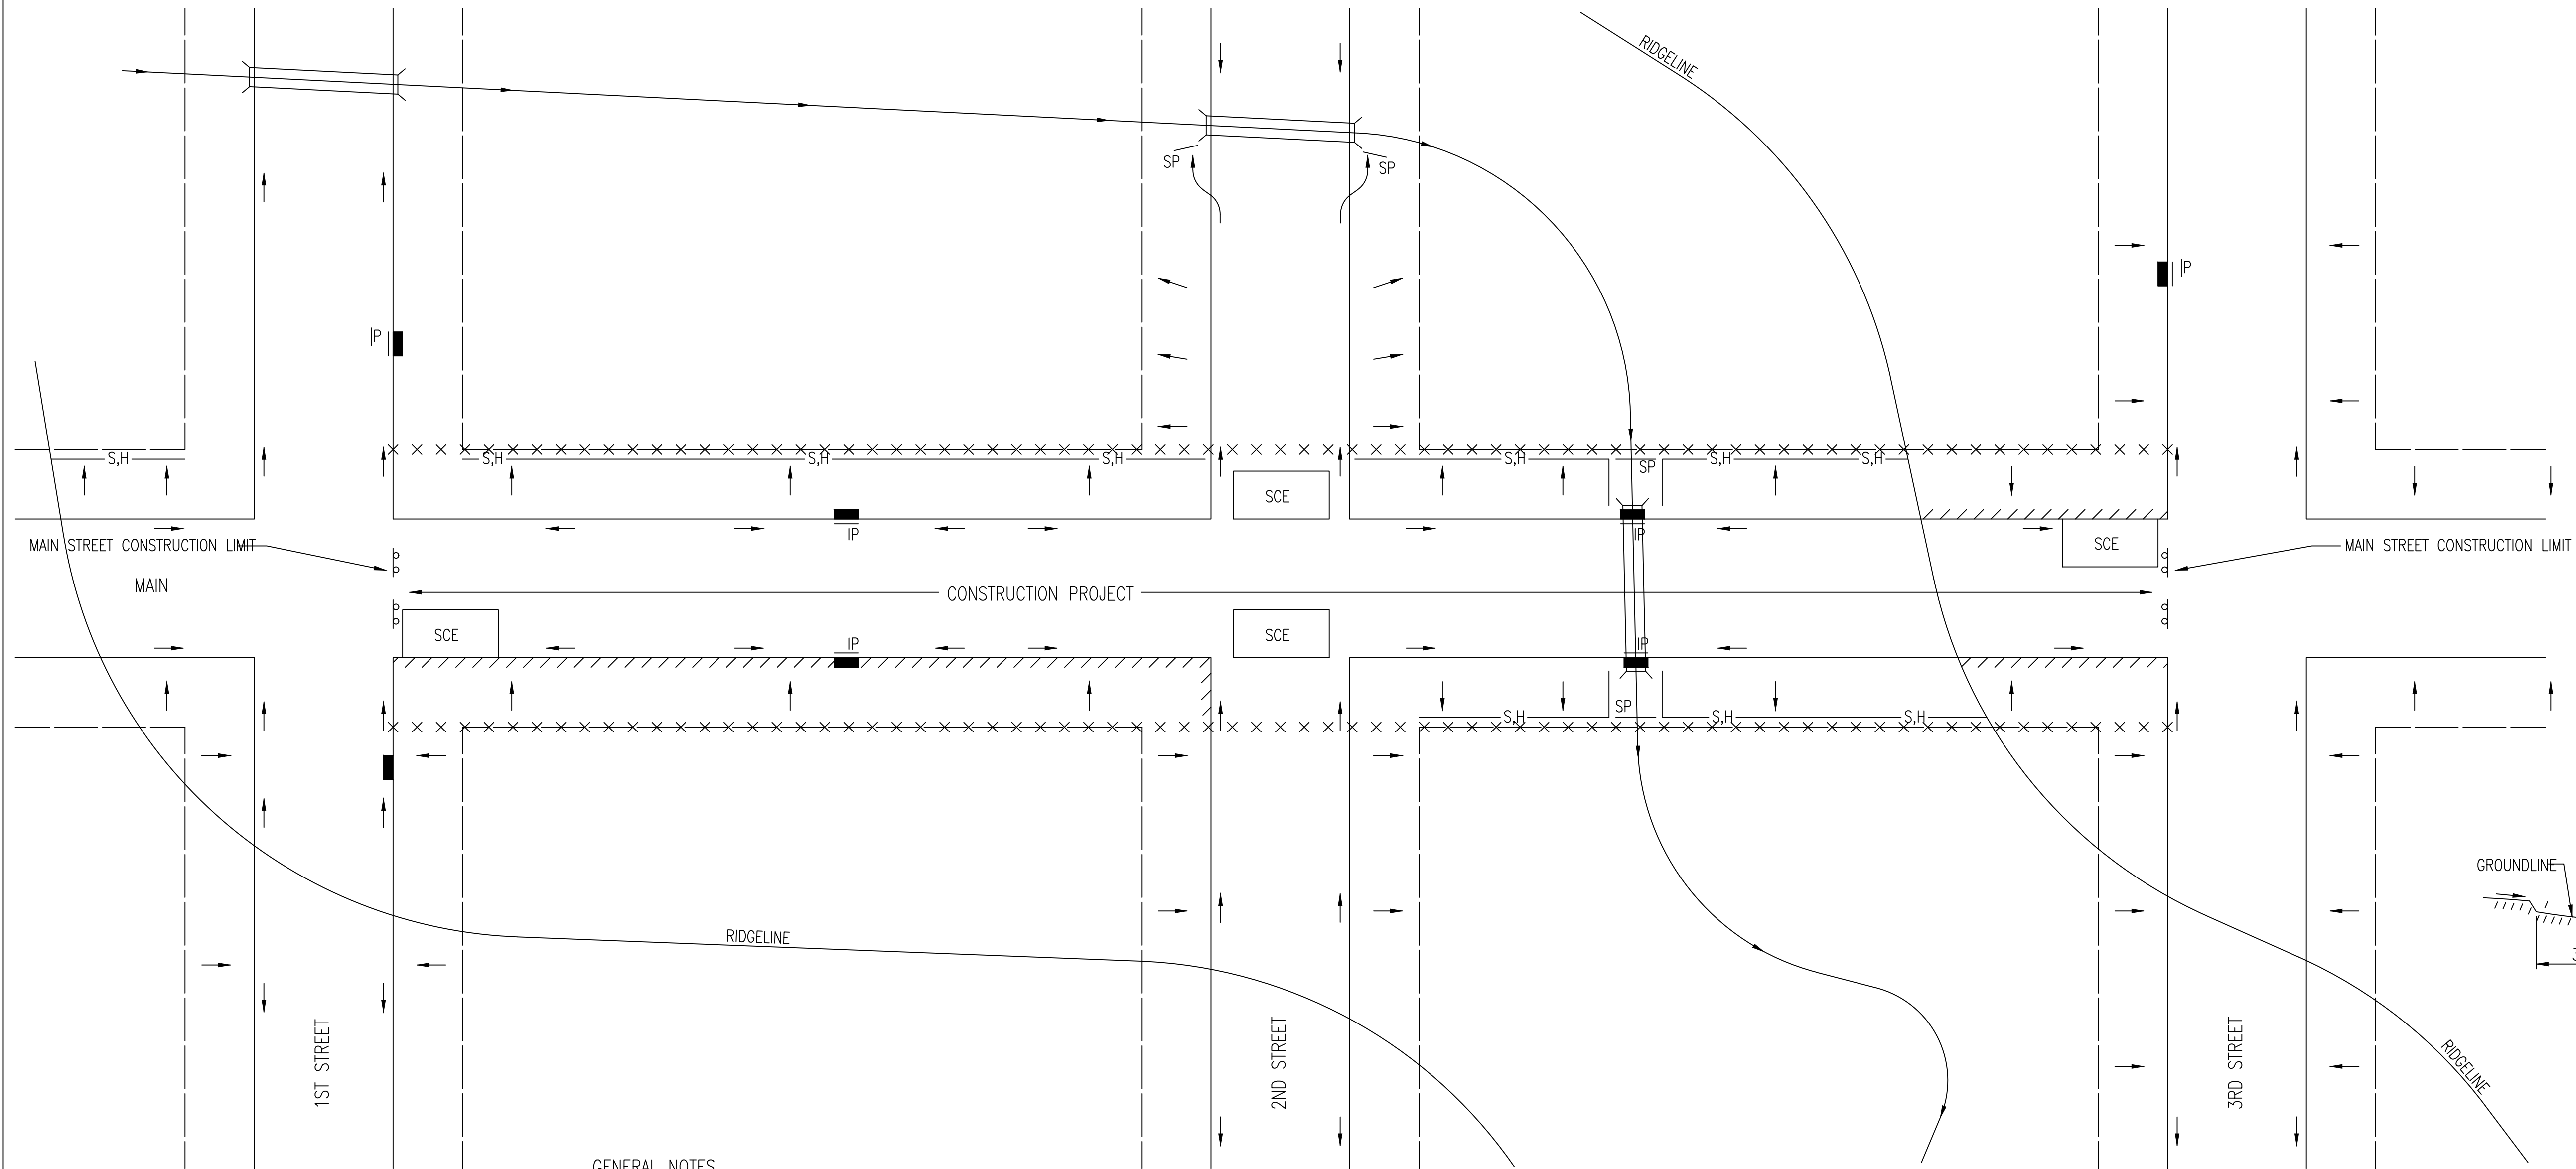 RIDGELINE
SP
SP
IP
IP
S,H
S,H
S,H
S,H
S,H
SP
S,H
S,H
SCE
IP
IP
MAIN STREET CONSTRUCTION LIMIT
SCE
MAIN STREET CONSTRUCTION LIMIT
MAIN
CONSTRUCTION PROJECT
SCE
SCE
IP
IP
SP
S,H
S,H
S,H
GROUNDLINE
RIDGELINE
1ST STREET
2ND STREET
3RD STREET
RIDGELINE
GENERAL NOTES